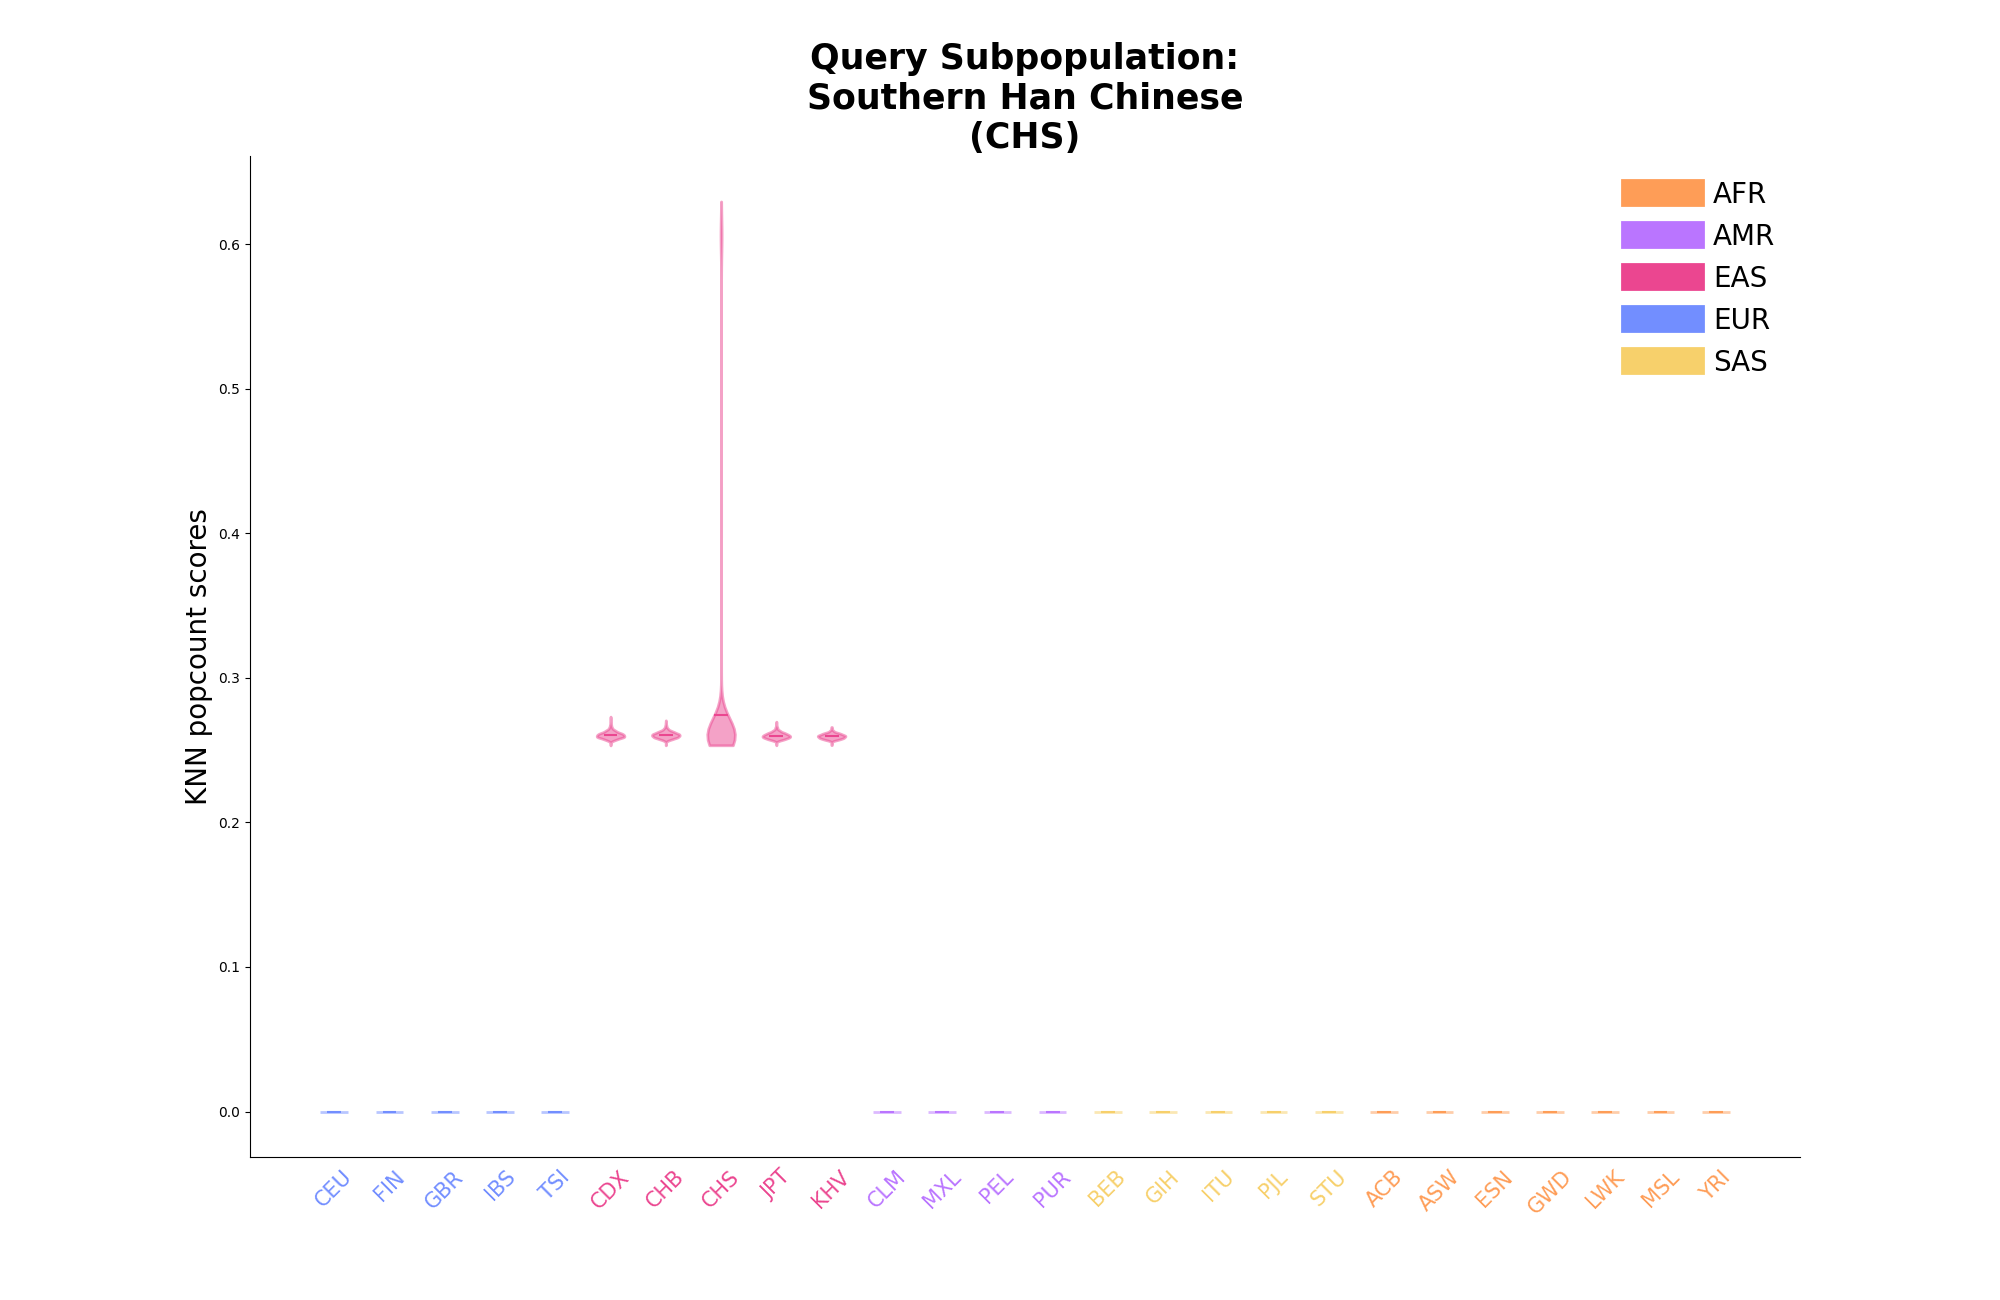 Query Subpopulation:
Southern Han Chinese
(CHS)
AFR
AMR
EAS
EUR
SAS
KNN popcount scores
0.6
0.5
0.4
0.3
0.2
0.1
0.0
CEU FIN GBR IBS TSI CDX CHB CHS JPT KHV CLM MXL PEL PUR BEB GIH ITU PJL STU ACB ASW ESN GWD LWK MSL YRI